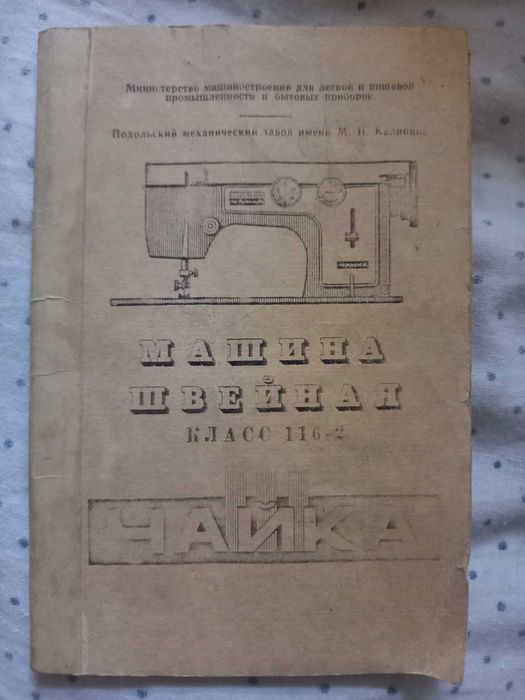 Министерство машиностроения для легкой и пищевой
промышленности и бытовых приборов
Подольский механический завод имени М. И. Калинина
ЧАЙКА
МАШИНА
ШВЕЙНАЯ
КЛАСС 116-2
ЧАЙКА